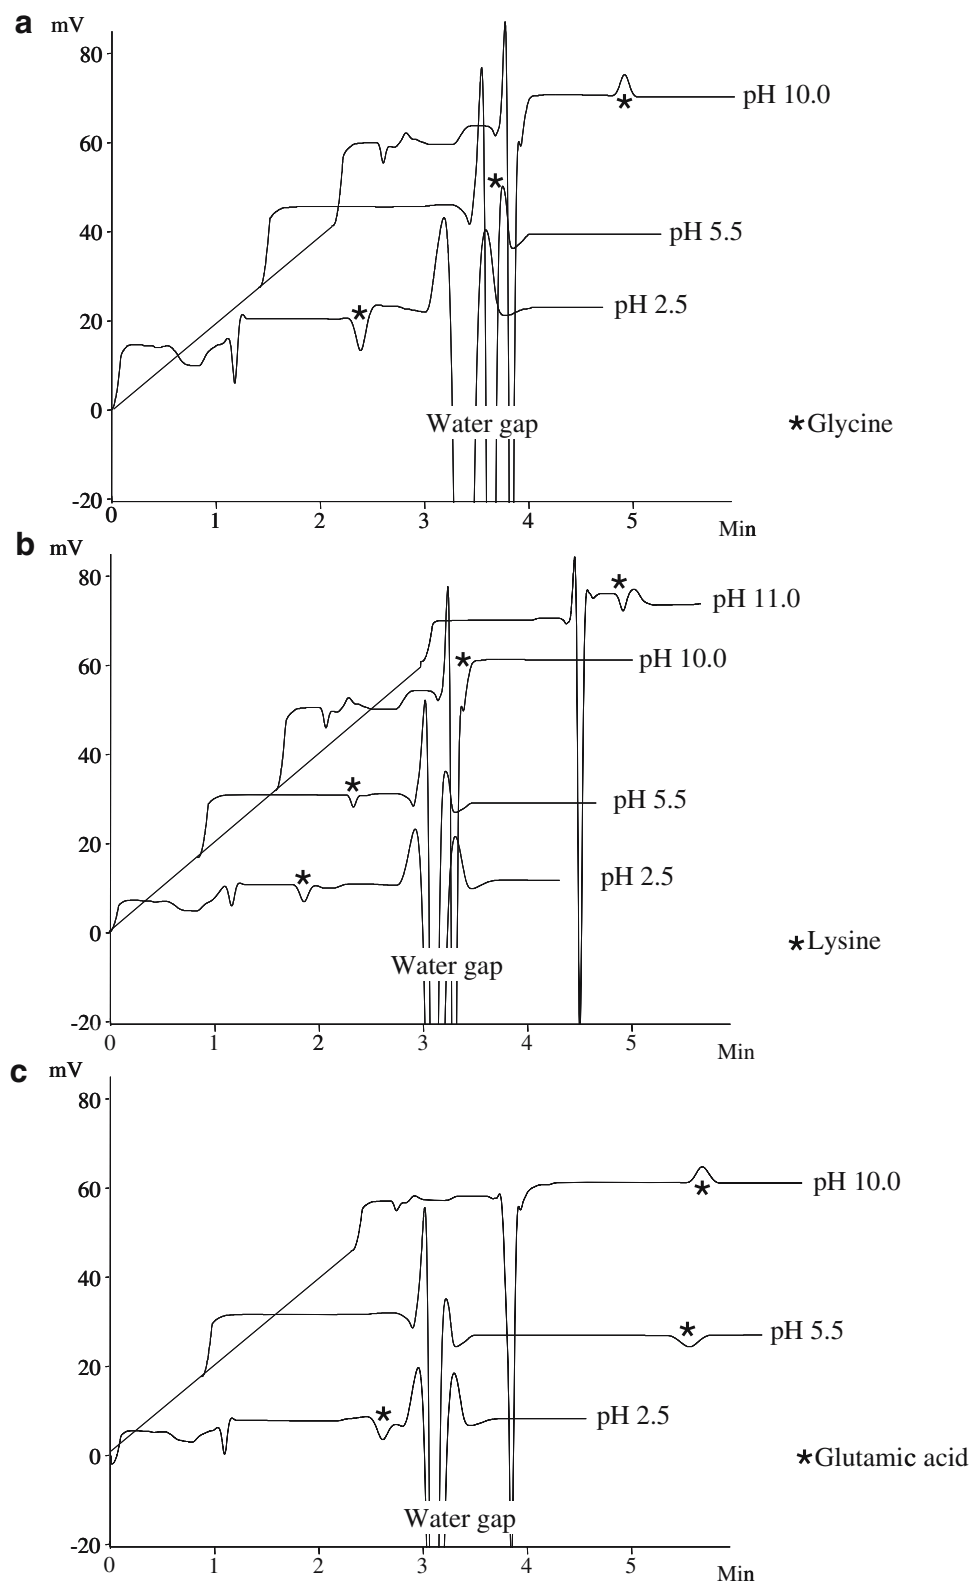 a mV
80
pH 10.0
60
*
*
40
pH 5.5
pH 2.5
20
*
0
Water gap
*Glycine
-20
0 1 2 3 4 5 Min
b mV
80
*
pH 11.0
60
*
pH 10.0
40
*
pH 5.5
20
*
pH 2.5
0
Water gap
*Lysine
-20
0 1 2 3 4 5 Min
c mV
80
60
pH 10.0
*
40
*
pH 5.5
20
*
pH 2.5
0
*Glutamic acid
Water gap
-20
0 1 2 3 4 5 Min